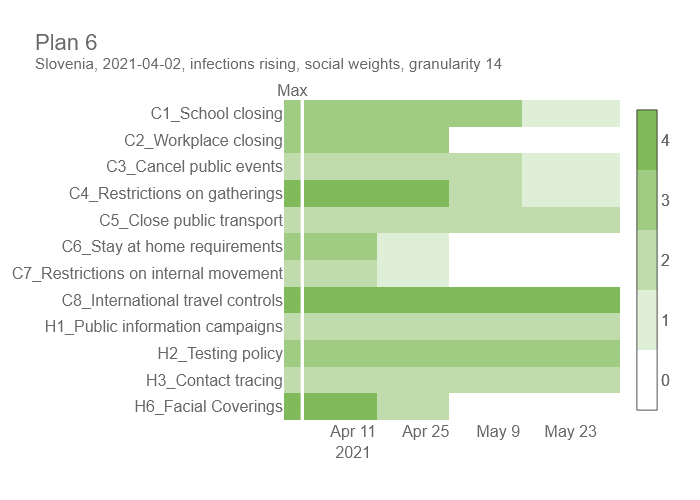 Plan 6
Slovenia, 2021-04-02, infections rising, social weights, granularity 14
Max
C1_School closing
C2_Workplace closing
C3_Cancel public events
C4_Restrictions on gatherings
C5_Close public transport
C6_Stay at home requirements
C7_Restrictions on internal movement
C8_International travel controls
H1_Public information campaigns
H2_Testing policy
H3_Contact tracing
H6_Facial Coverings
Apr 11 Apr 25 May 9 May 23
2021
4
3
2
1
0